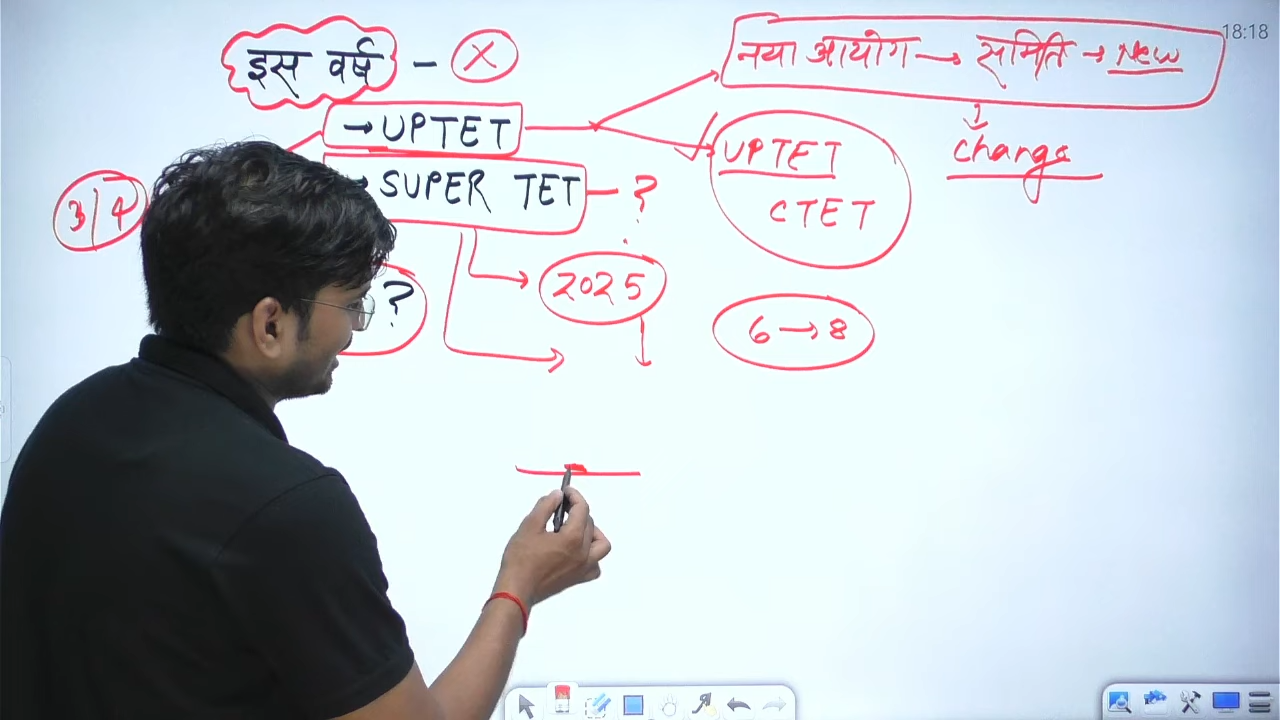 18:18
इस वर्ष - X
नया आयोग → समिति → New
→ UPTET
UPTET
change
3|4
SUPER TET - ?
CTET
2025
?
6 → 8